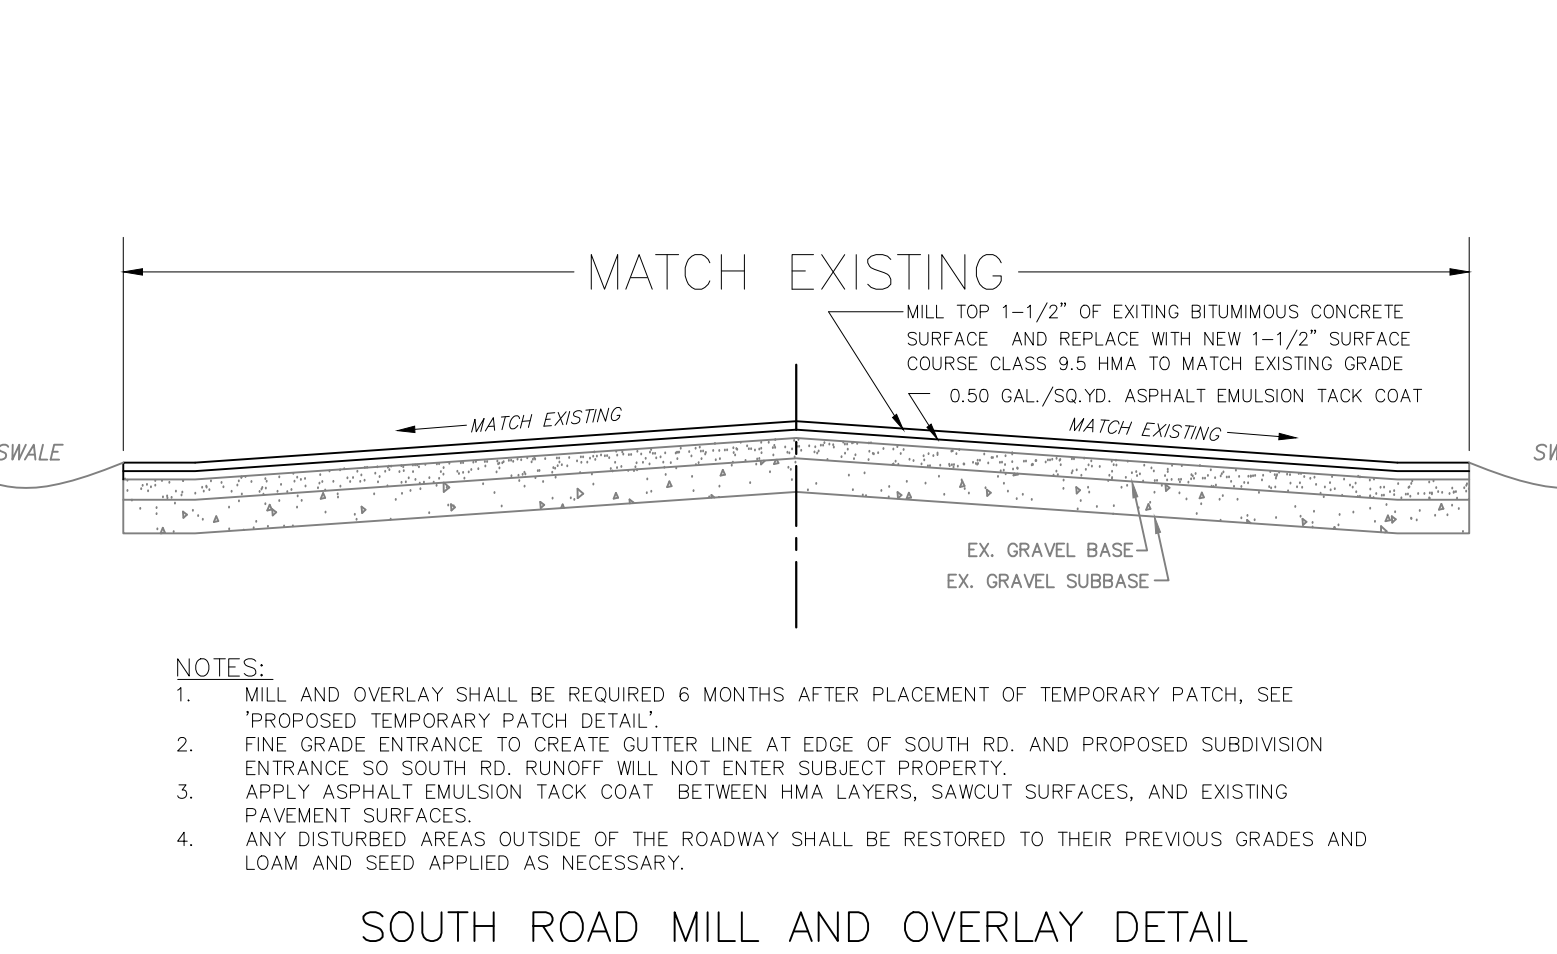 MATCH EXISTING
MILL TOP 1-1/2" OF EXITING BITUMIMOUS CONCRETE
SURFACE AND REPLACE WITH NEW 1-1/2" SURFACE
COURSE CLASS 9.5 HMA TO MATCH EXISTING GRADE
0.50 GAL./SQ.YD. ASPHALT EMULSION TACK COAT
MATCH EXISTING
MATCH EXISTING
SWALE
SW
EX. GRAVEL BASE
EX. GRAVEL SUBBASE
NOTES:
1. MILL AND OVERLAY SHALL BE REQUIRED 6 MONTHS AFTER PLACEMENT OF TEMPORARY PATCH, SEE
'PROPOSED TEMPORARY PATCH DETAIL'.
2. FINE GRADE ENTRANCE TO CREATE GUTTER LINE AT EDGE OF SOUTH RD. AND PROPOSED SUBDIVISION
ENTRANCE SO SOUTH RD. RUNOFF WILL NOT ENTER SUBJECT PROPERTY.
3. APPLY ASPHALT EMULSION TACK COAT BETWEEN HMA LAYERS, SAWCUT SURFACES, AND EXISTING
PAVEMENT SURFACES.
4. ANY DISTURBED AREAS OUTSIDE OF THE ROADWAY SHALL BE RESTORED TO THEIR PREVIOUS GRADES AND
LOAM AND SEED APPLIED AS NECESSARY.
SOUTH ROAD MILL AND OVERLAY DETAIL